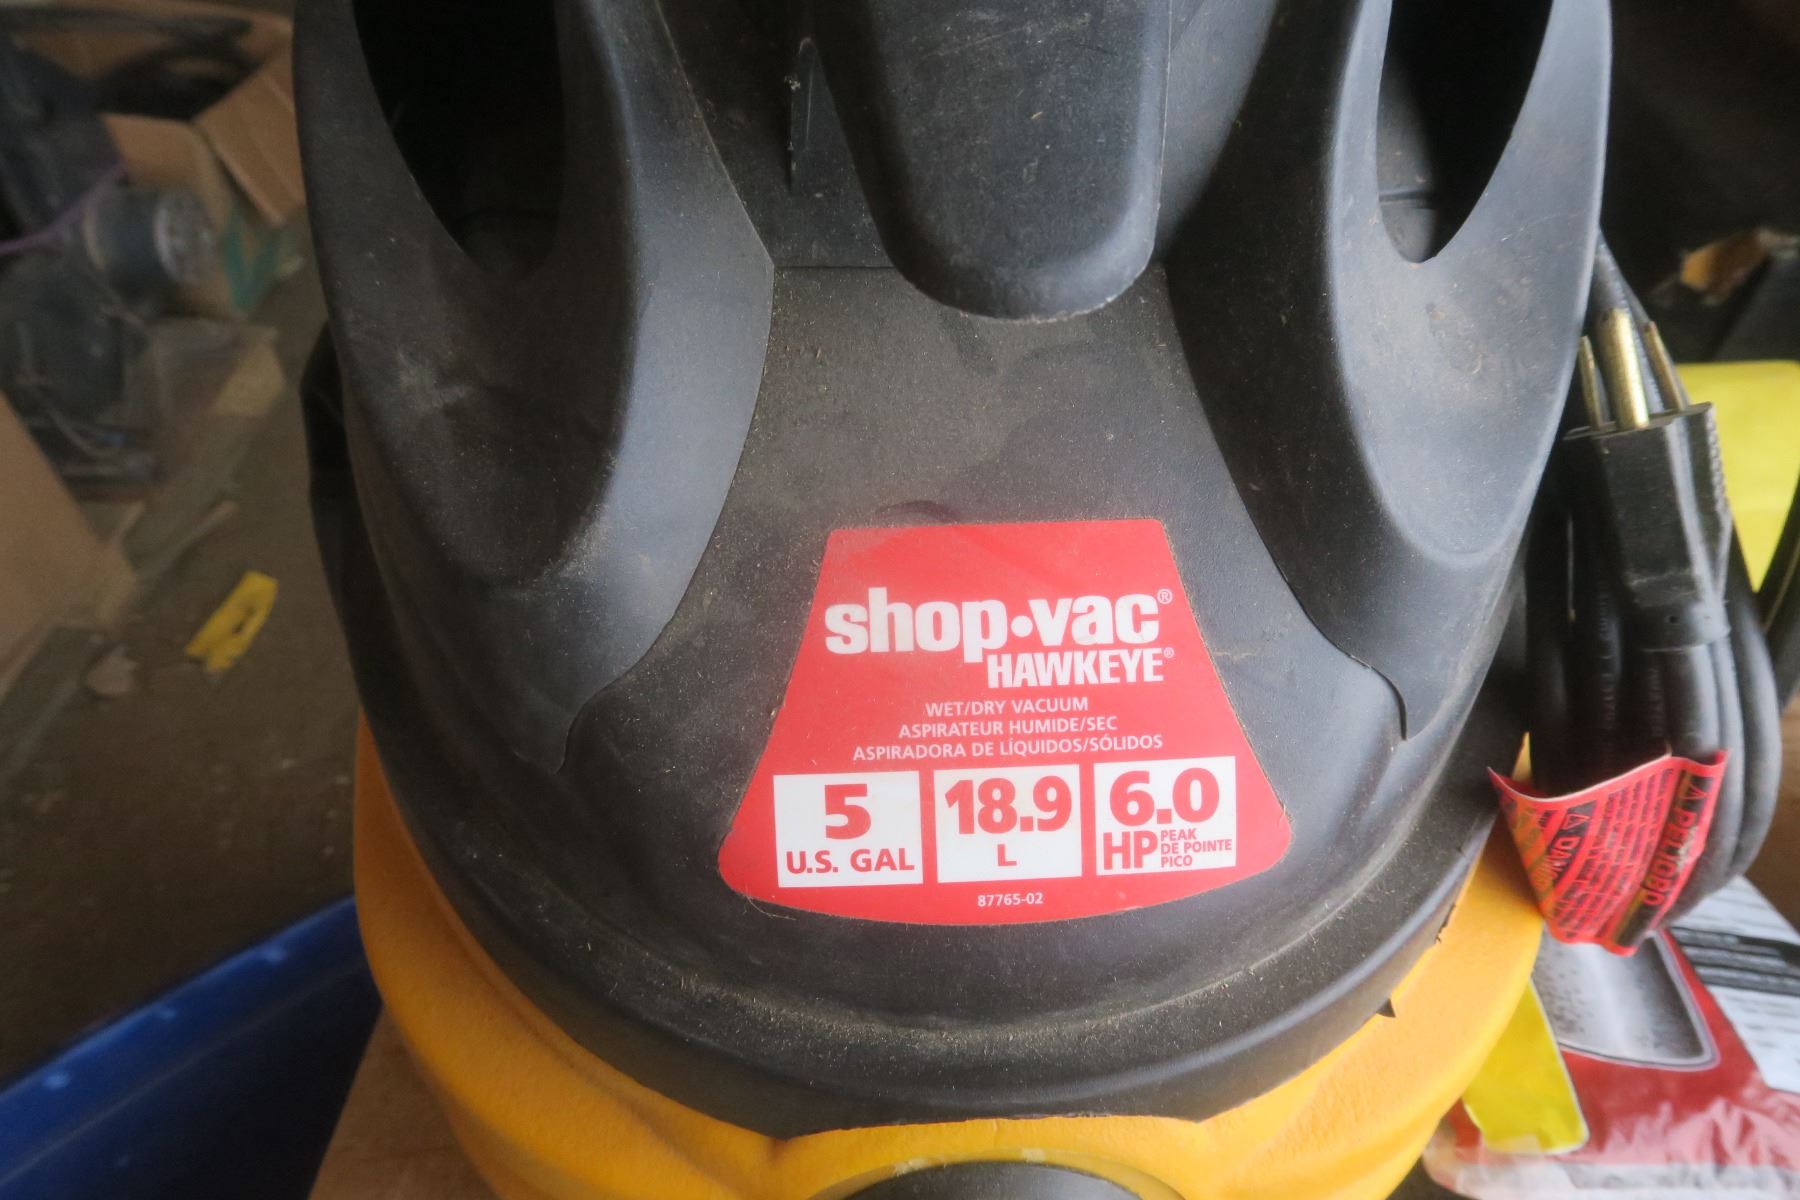 shop·vac®
HAWKEYE®
WET/DRY VACUUM
ASPIRATEUR HUMIDE/SEC
ASPIRADORA DE LÍQUIDOS/SÓLIDOS
5
U.S. GAL
18.9
L
6.0
HP PEAK
DE POINTE
PICO
87765-02